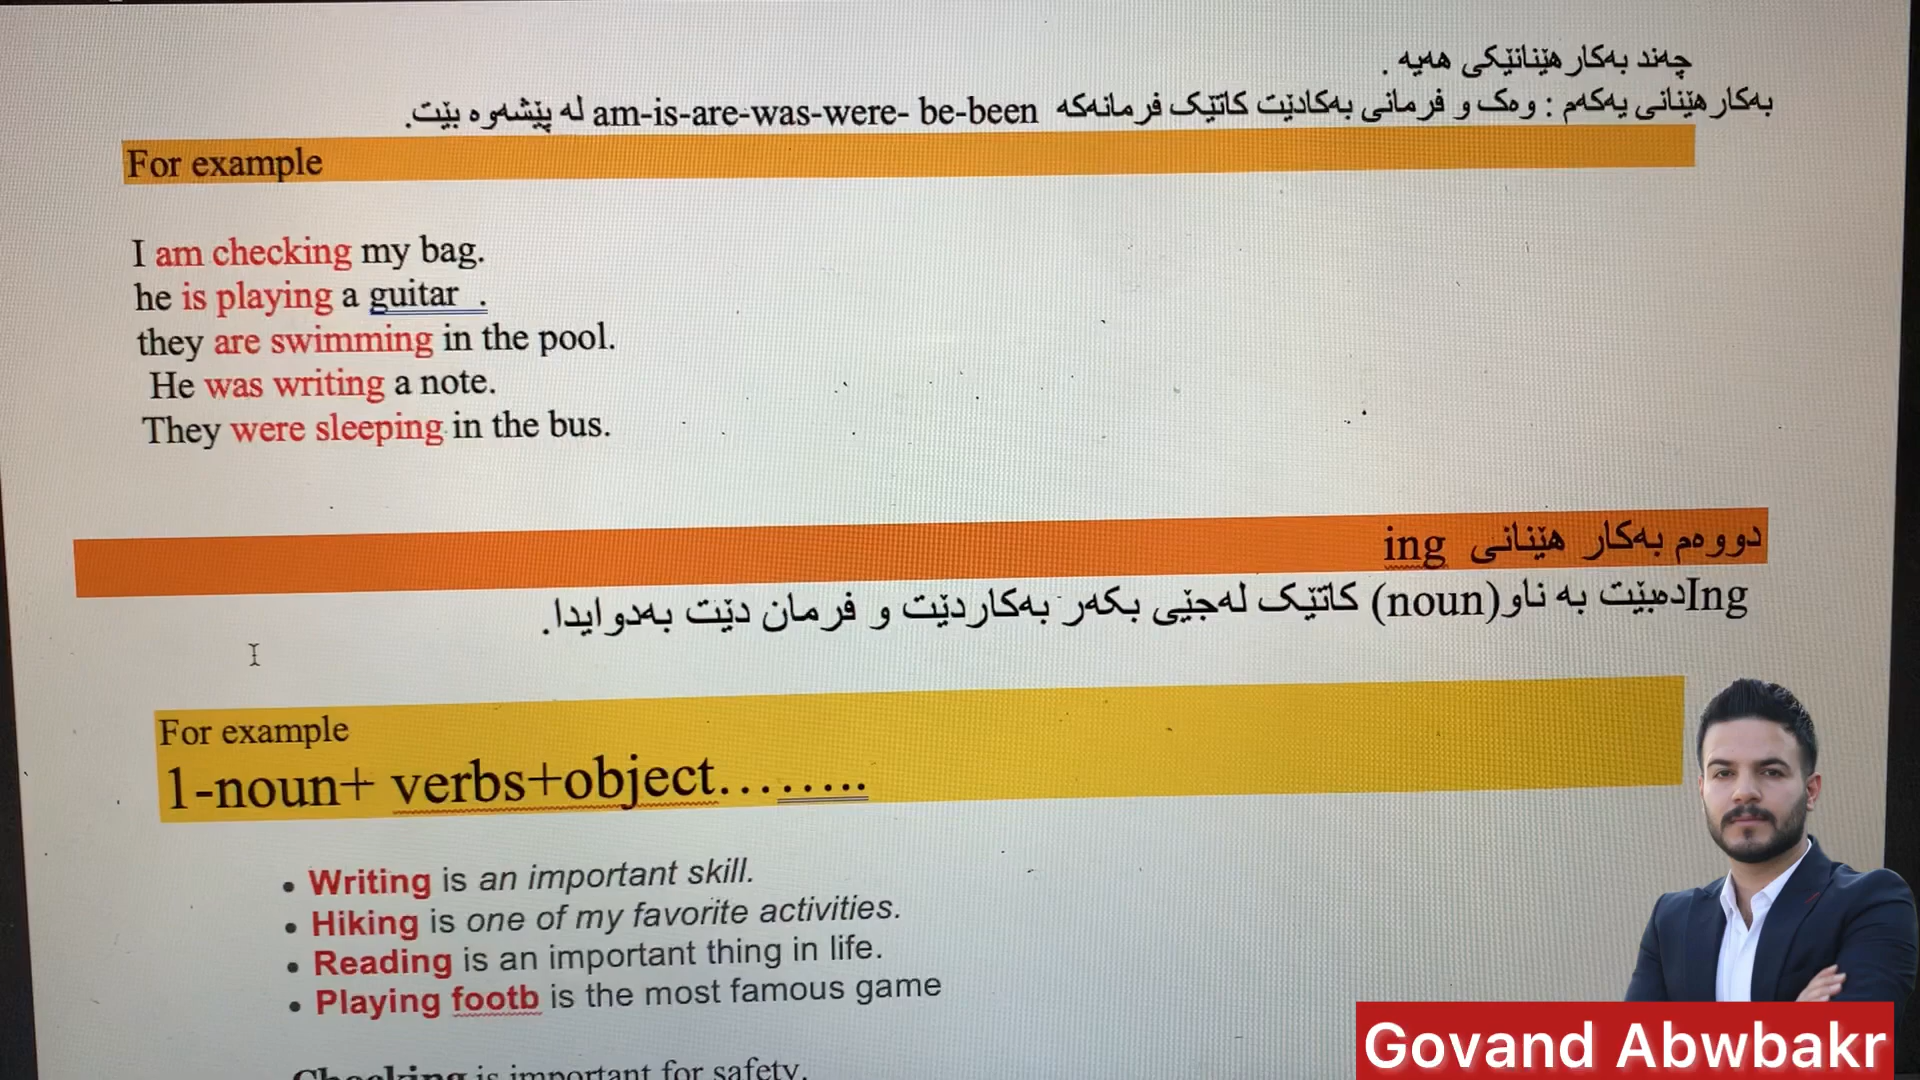 چەند بەکارهێنانێکی هەیە .
بەکارهێنانی یەکەم : وەک و فرمانی بەکادێت کاتێک فرمانەکە am-is-are-was-were- be-been لە پێشەوە بێت.
For example
I am checking my bag.
he is playing a guitar .
they are swimming in the pool.
He was writing a note.
They were sleeping in the bus.
دووەم بەکار هێنانی ing
Ingدەبێت بە ناو(noun) کاتێک لەجێی بکەر بەکاردێت و فرمان دێت بەدوایدا.
For example
1-noun+ verbs+object........
• Writing is an important skill.
• Hiking is one of my favorite activities.
• Reading is an important thing in life.
• Playing footb is the most famous game
Checking is important for safety.
Govand Abwbakr